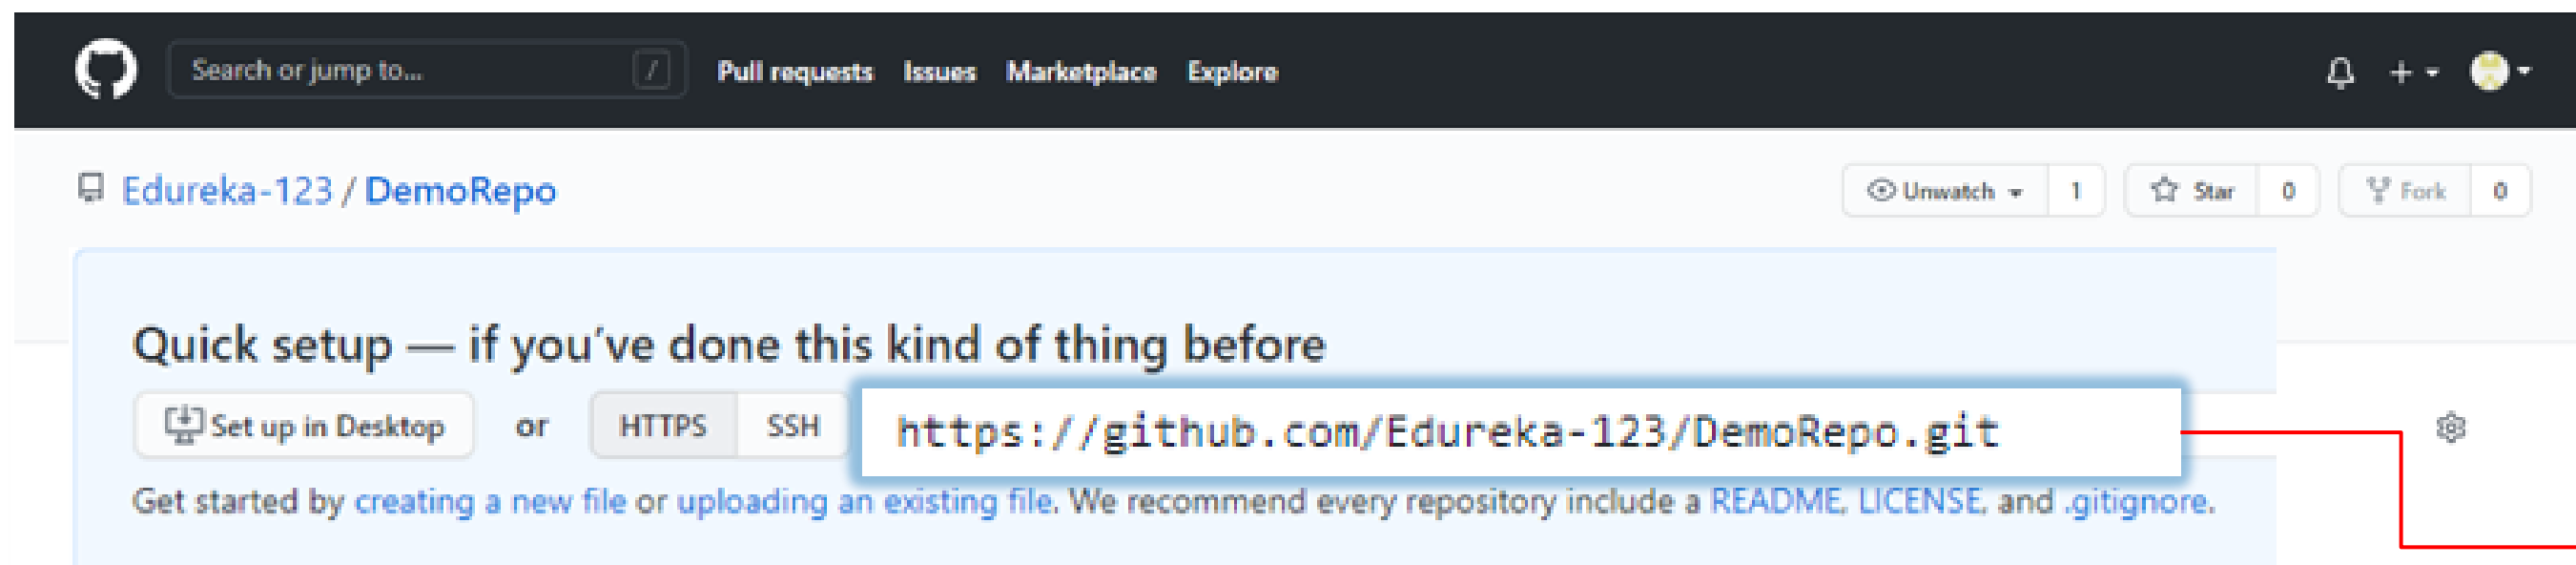 Search or jump to... / Pull requests Issues Marketplace Explore
Edureka-123 / DemoRepo Unwatch 1 Star 0 Fork 0
Quick setup — if you've done this kind of thing before
Set up in Desktop or HTTPS SSH https://github.com/Edureka-123/DemoRepo.git
Get started by creating a new file or uploading an existing file. We recommend every repository include a README, LICENSE, and .gitignore.